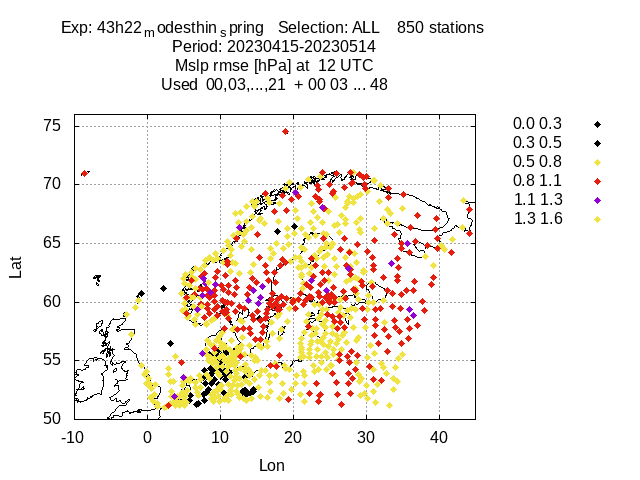 Exp: 43h22modesthinspring Selection: ALL 850 stations
Period: 20230415-20230514
Mslp rmse [hPa] at 12 UTC
Used 00,03,...,21 + 00 03 ... 48
75
70
65
60
55
50
Lat
-10 0 10 20 30 40
Lon
0.0 0.3
0.3 0.5
0.5 0.8
0.8 1.1
1.1 1.3
1.3 1.6